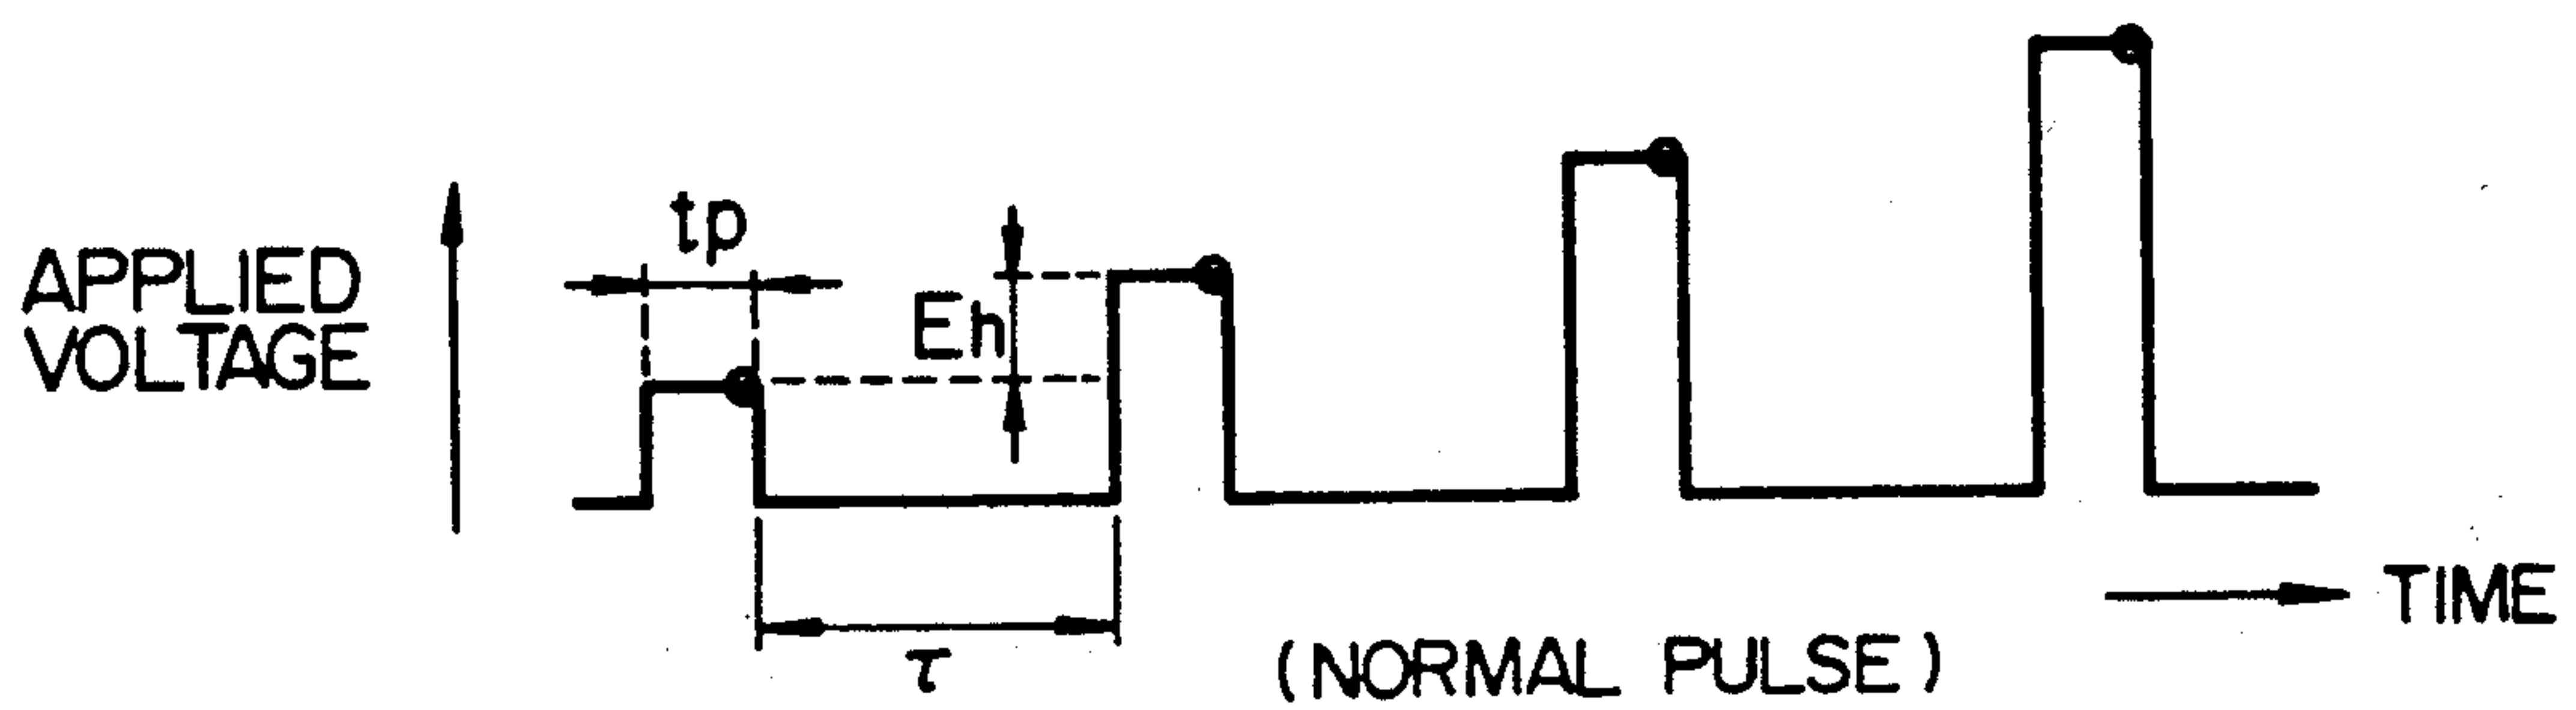 APPLIED
VOLTAGE
tp
Eh
τ
(NORMAL PULSE)
TIME